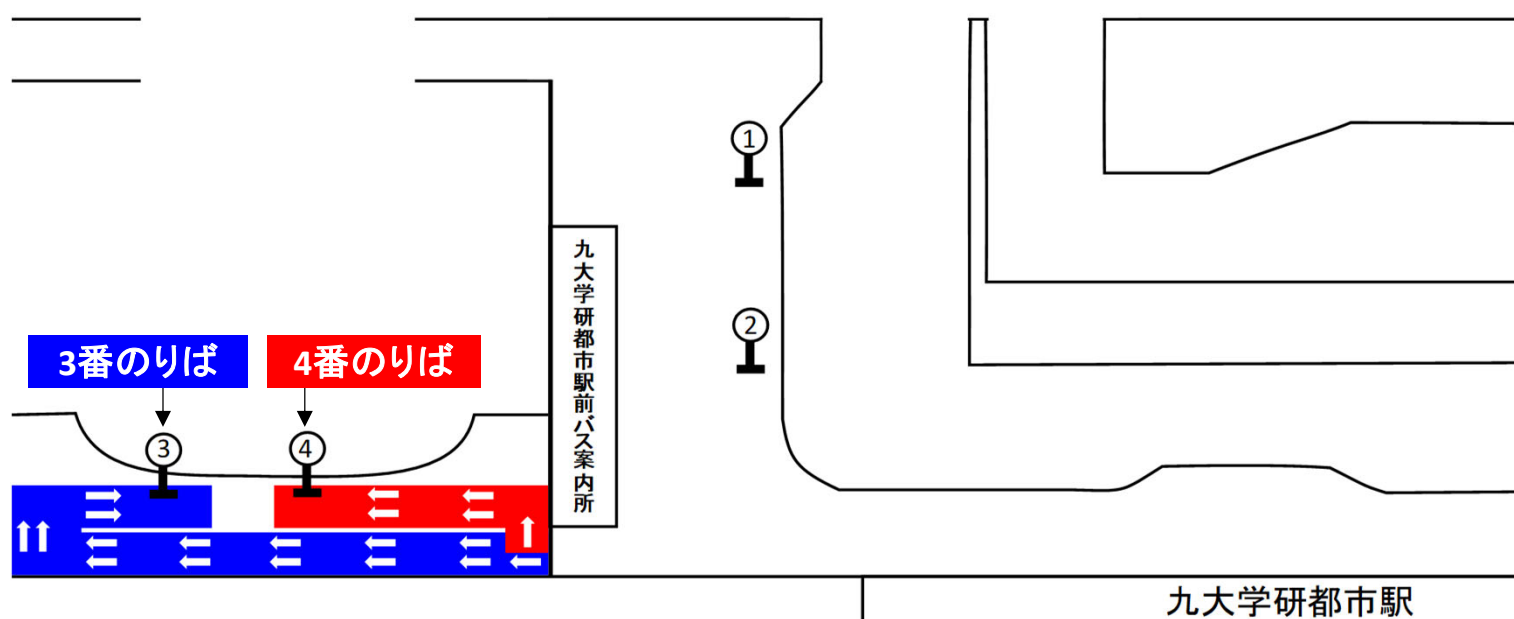 ①
②
九大学研都市駅前バス案内所
3番のりば
4番のりば
③
④
九大学研都市駅